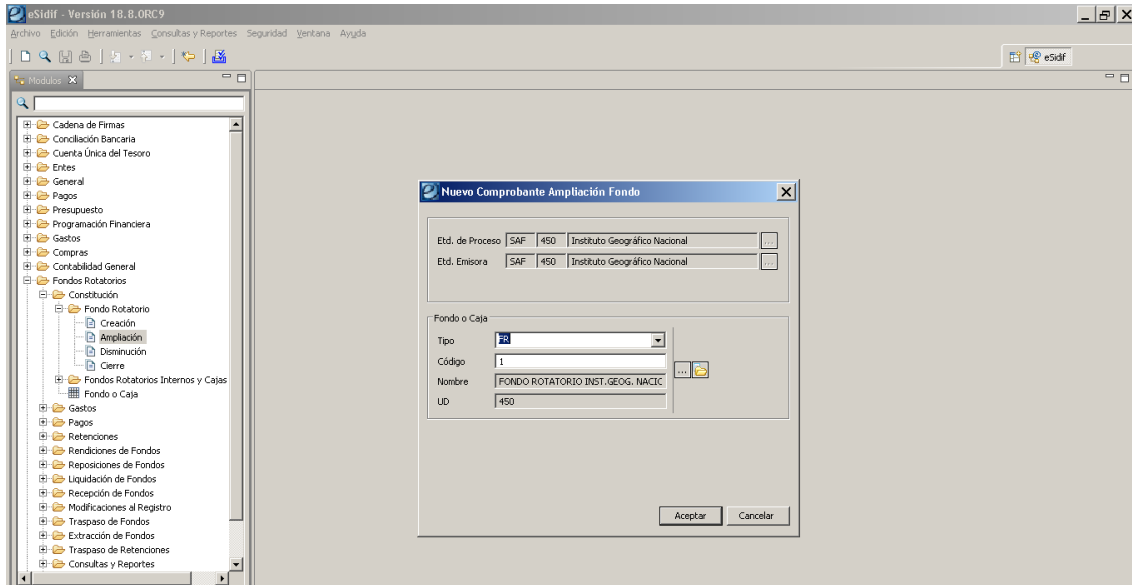 eSidif - Versión 18.8.0RC9
Archivo Edición Herramientas Consultas y Reportes Seguridad Ventana Ayuda
eSidif
Modulos
Cadena de Firmas
Conciliación Bancaria
Cuenta Única del Tesoro
Entes
General
Pagos
Presupuesto
Programación Financiera
Gastos
Compras
Contabilidad General
Fondos Rotatorios
Constitución
Fondo Rotatorio
Creación
Ampliación
Disminución
Cierre
Fondos Rotatorios Internos y Cajas
Fondo o Caja
Gastos
Pagos
Retenciones
Rendiciones de Fondos
Reposiciones de Fondos
Liquidación de Fondos
Recepción de Fondos
Modificaciones al Registro
Traspaso de Fondos
Extracción de Fondos
Traspaso de Retenciones
Consultas y Reportes
Nuevo Comprobante Ampliación Fondo
Etd. de Proceso SAF 450 Instituto Geográfico Nacional ...
Etd. Emisora SAF 450 Instituto Geográfico Nacional ...
Fondo o Caja
Tipo FR
Código 1
...
Nombre FONDO ROTATORIO INST.GEOG. NACIC
UD 450
Aceptar Cancelar